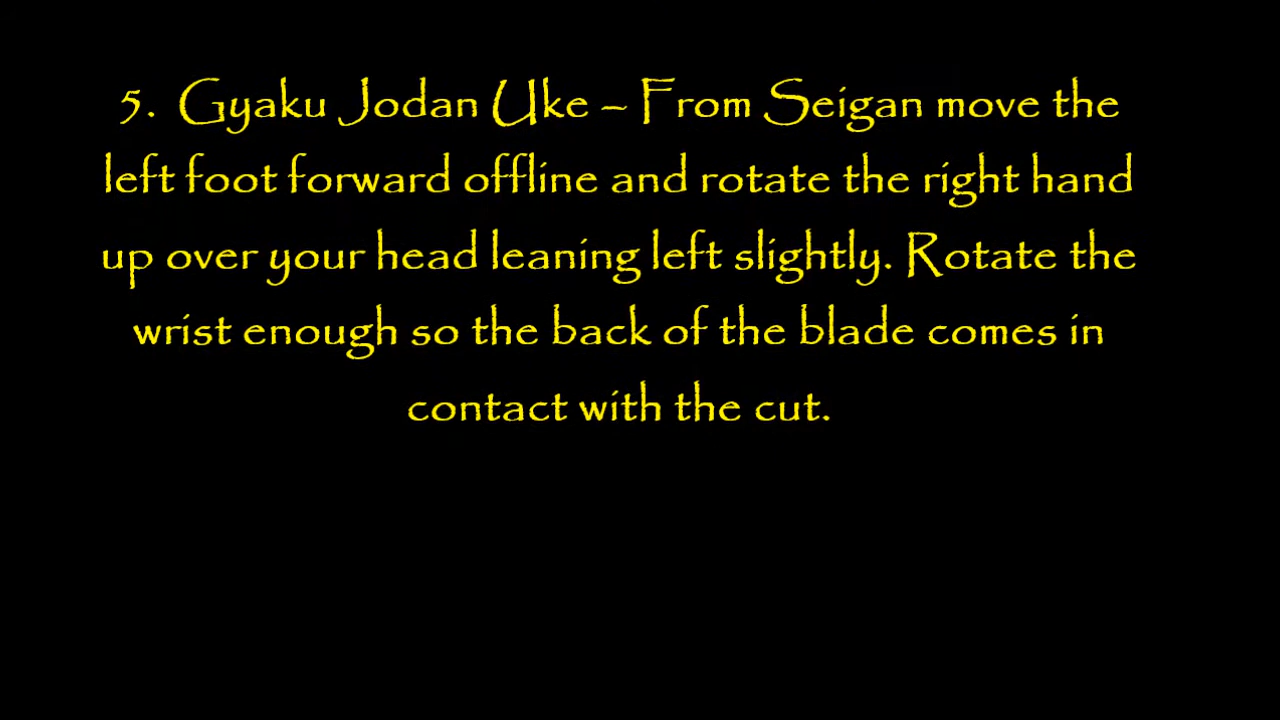 5. Gyaku Jodan Uke – From Seigan move the
left foot forward offline and rotate the right hand
up over your head leaning left slightly. Rotate the
wrist enough so the back of the blade comes in
contact with the cut.